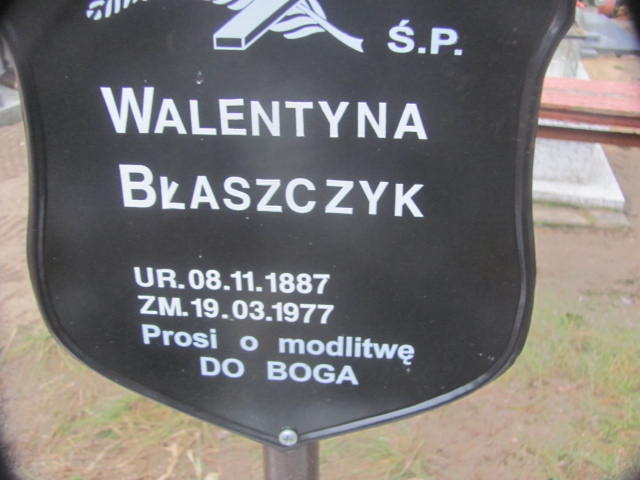 Ś.P.
WALENTYNA
BŁASZCZYK
UR.08.11.1887
ZM.19.03.1977
Prosi o modlitwę
DO BOGA